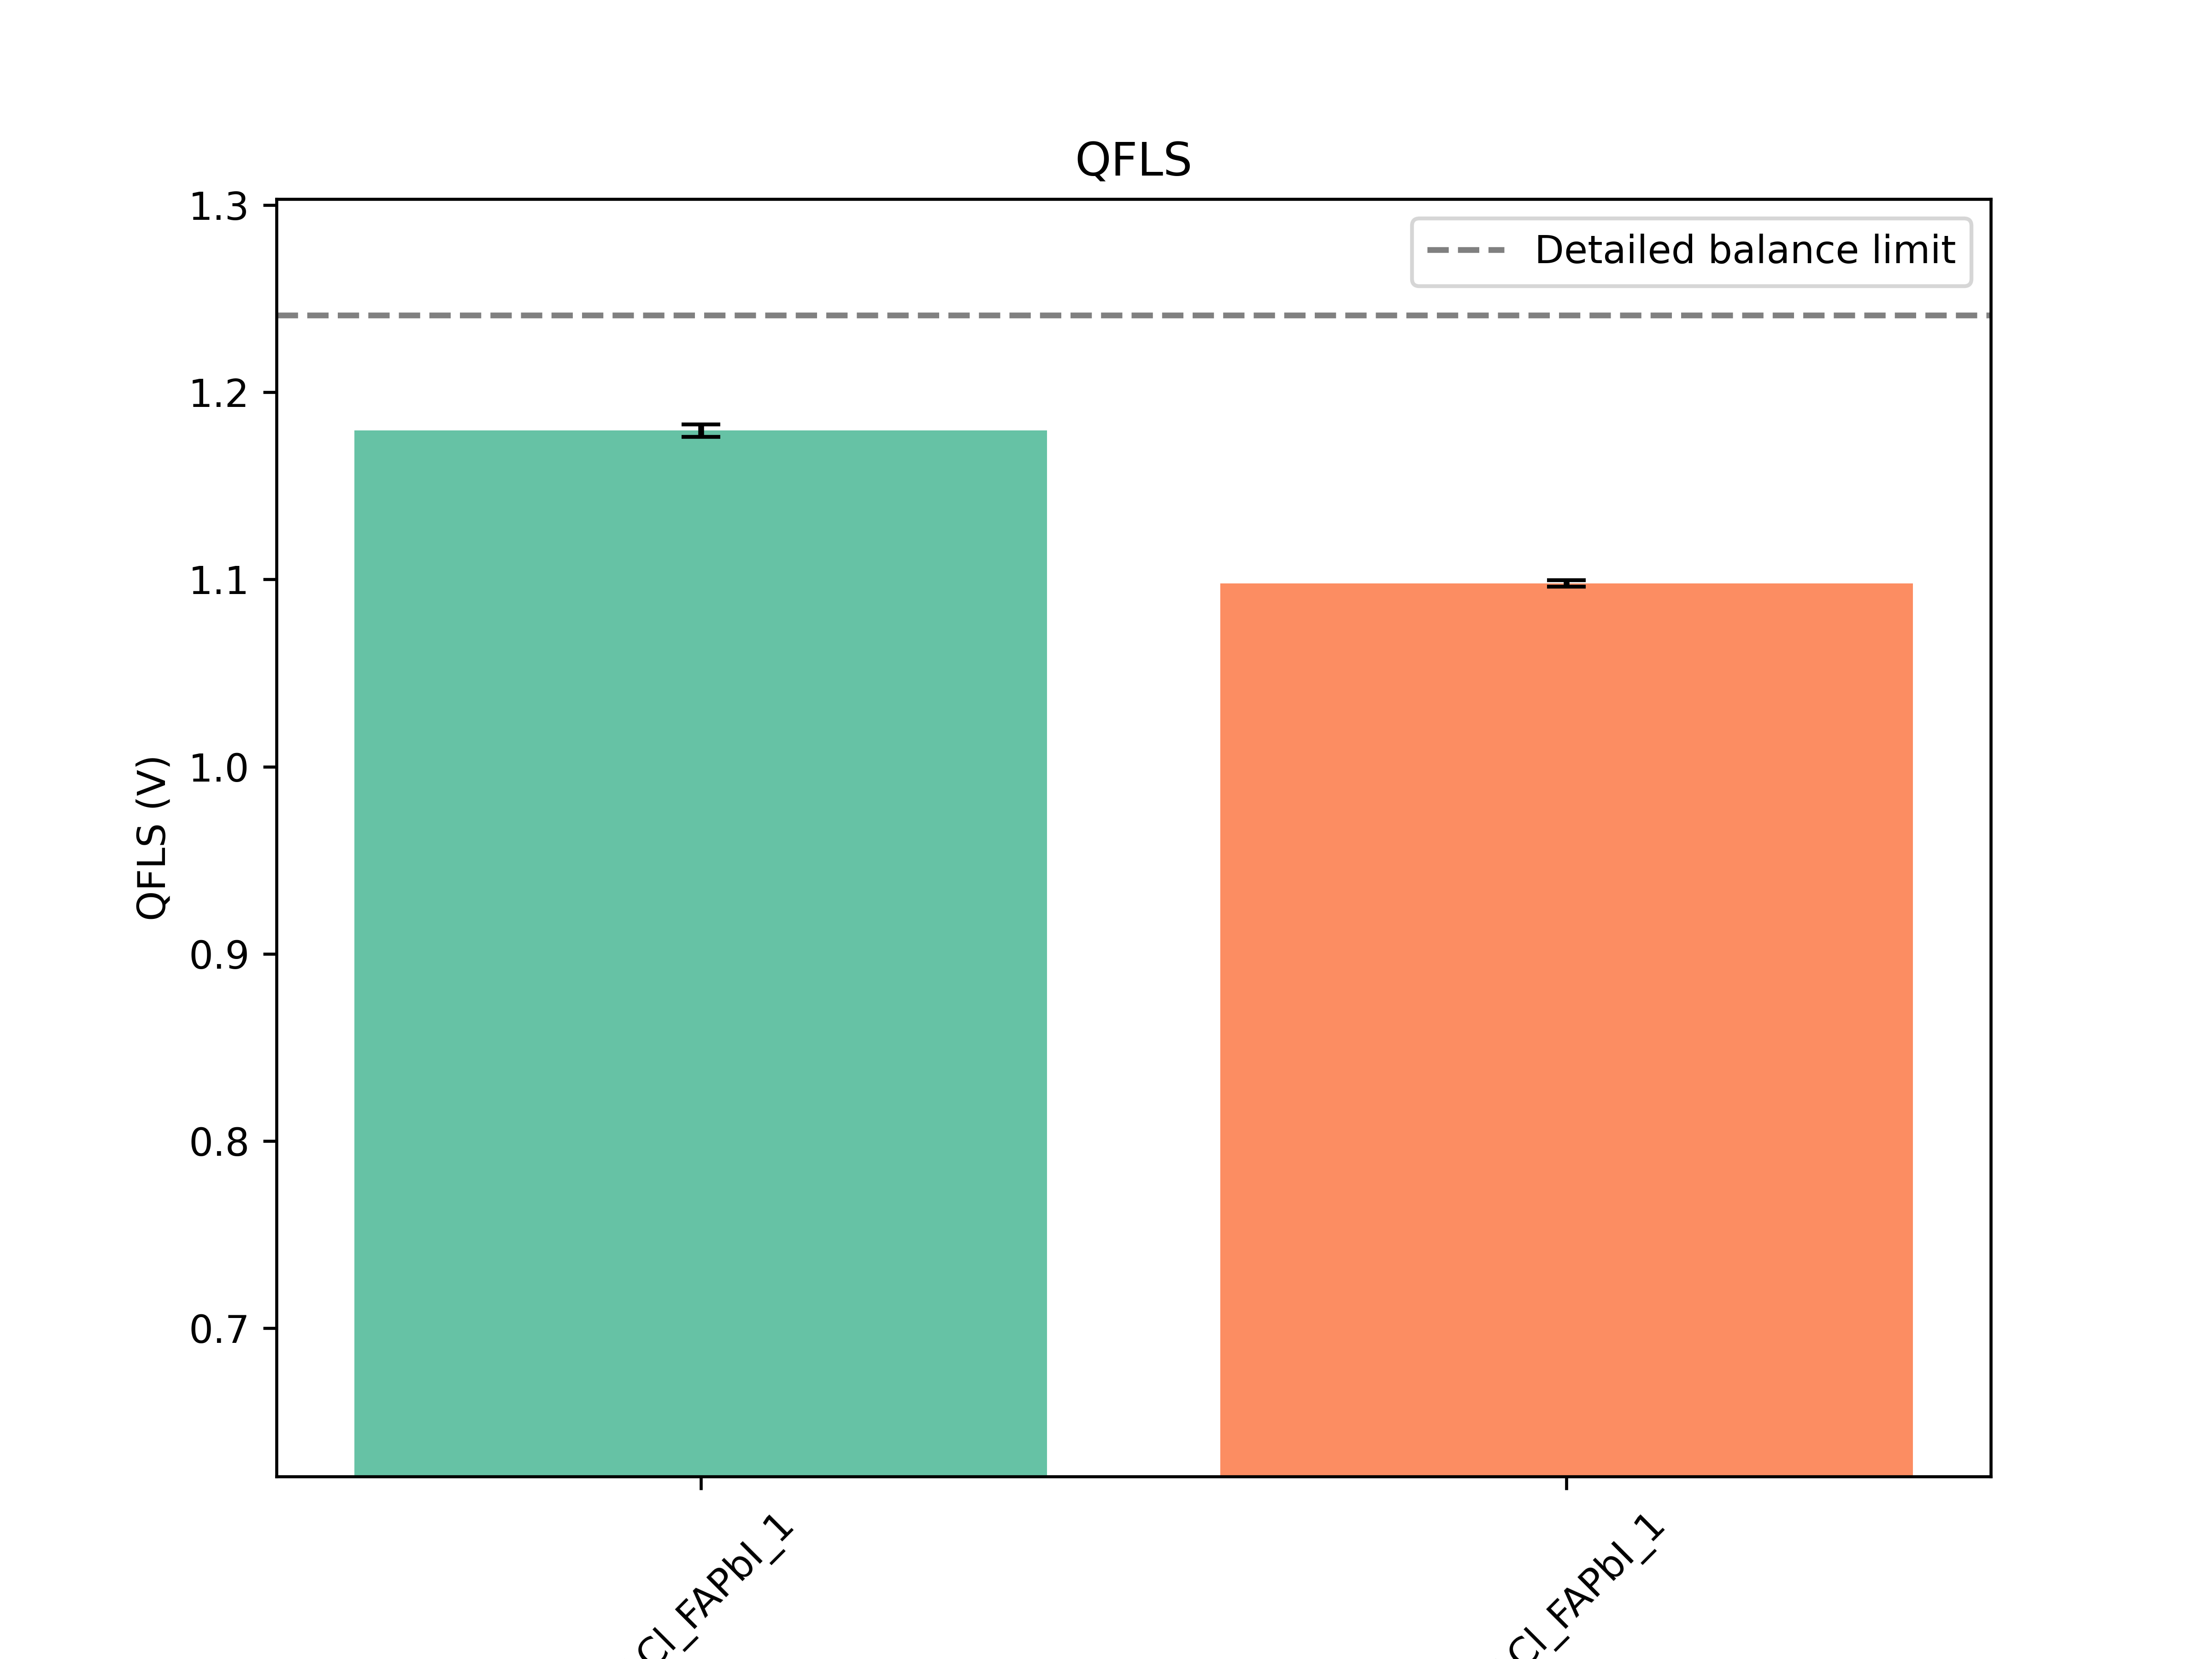 QFLS
1.3
Detailed balance limit
1.2
1.1
1.0
0.9
0.8
0.7
QFLS (V)
Cl_FAPbI_1
Cl_FAPbI_1